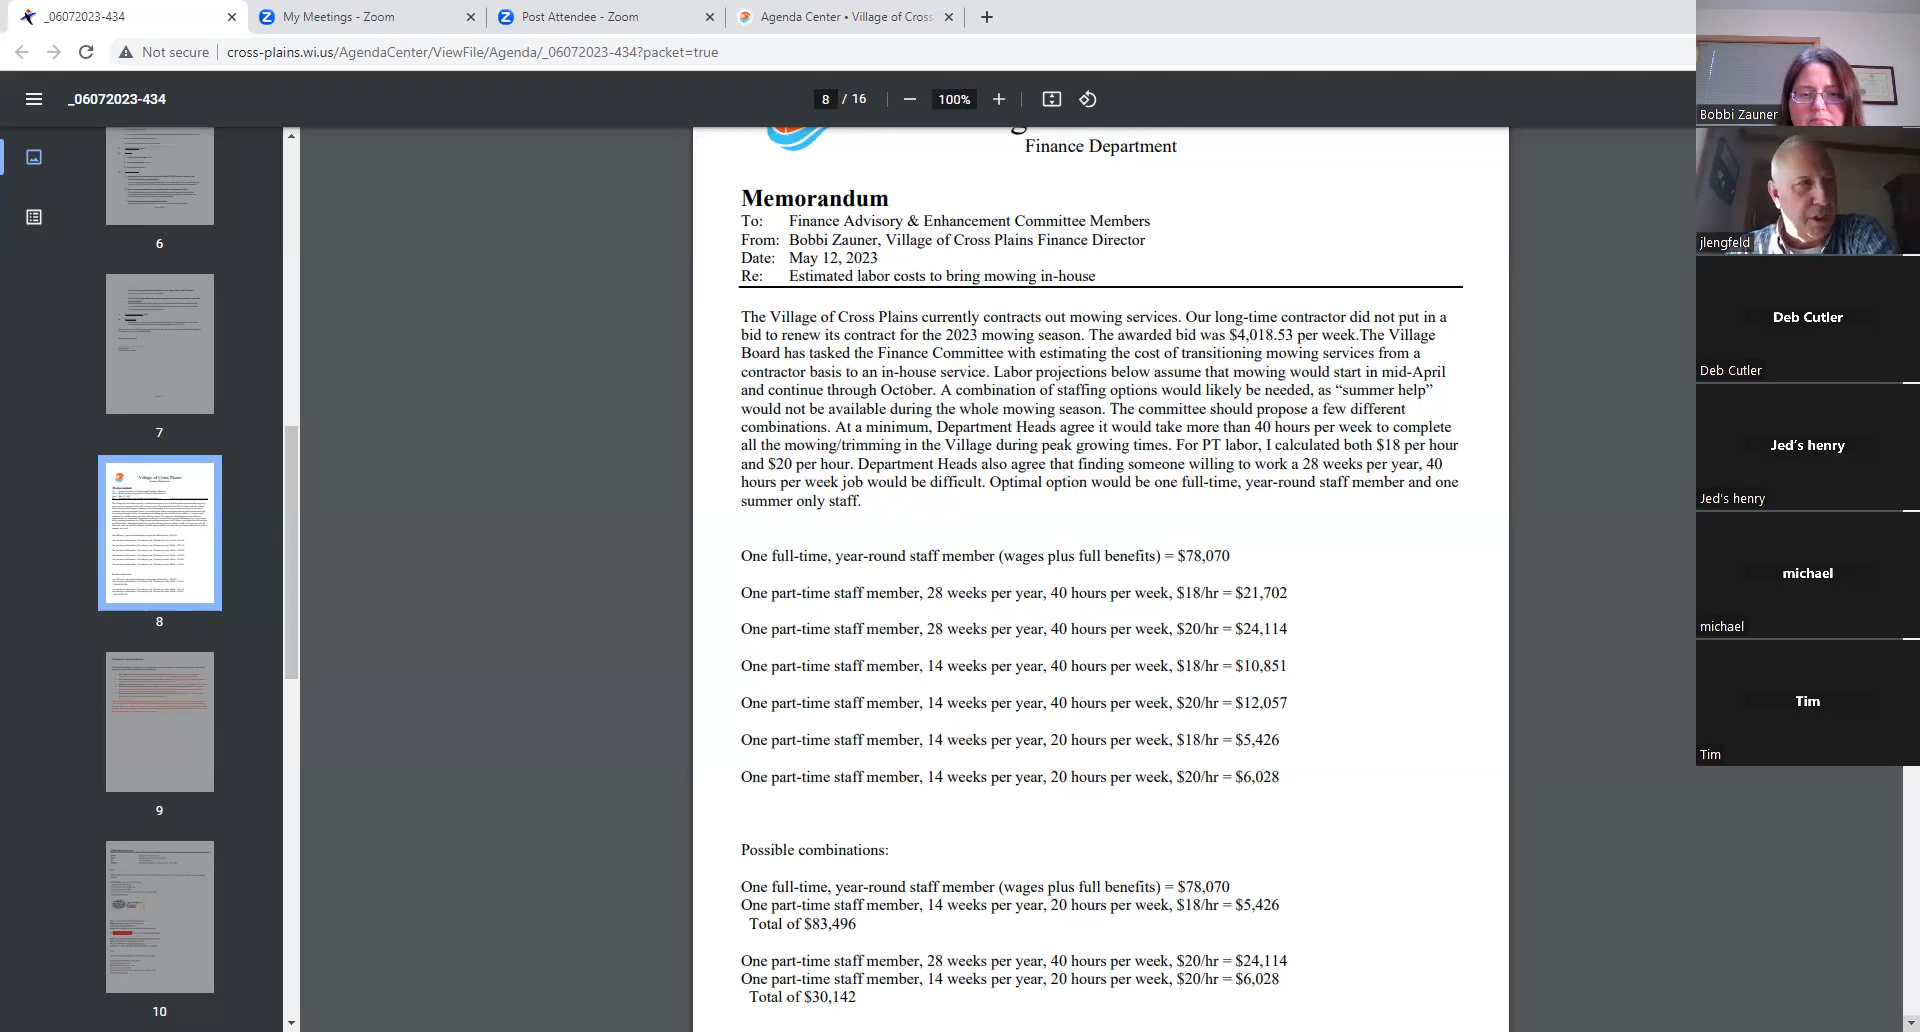 _06072023-434
My Meetings - Zoom
Post Attendee - Zoom
Agenda Center • Village of Cross
Not secure
cross-plains.wi.us/AgendaCenter/ViewFile/Agenda/_06072023-434?packet=true
_06072023-434
8 / 16
100%
6
7
8
9
10
Finance Department
Memorandum
To: Finance Advisory & Enhancement Committee Members
From: Bobbi Zauner, Village of Cross Plains Finance Director
Date: May 12, 2023
Re: Estimated labor costs to bring mowing in-house
The Village of Cross Plains currently contracts out mowing services. Our long-time contractor did not put in a
bid to renew its contract for the 2023 mowing season. The awarded bid was $4,018.53 per week.The Village
Board has tasked the Finance Committee with estimating the cost of transitioning mowing services from a
contractor basis to an in-house service. Labor projections below assume that mowing would start in mid-April
and continue through October. A combination of staffing options would likely be needed, as “summer help”
would not be available during the whole mowing season. The committee should propose a few different
combinations. At a minimum, Department Heads agree it would take more than 40 hours per week to complete
all the mowing/trimming in the Village during peak growing times. For PT labor, I calculated both $18 per hour
and $20 per hour. Department Heads also agree that finding someone willing to work a 28 weeks per year, 40
hours per week job would be difficult. Optimal option would be one full-time, year-round staff member and one
summer only staff.
One full-time, year-round staff member (wages plus full benefits) = $78,070
One part-time staff member, 28 weeks per year, 40 hours per week, $18/hr = $21,702
One part-time staff member, 28 weeks per year, 40 hours per week, $20/hr = $24,114
One part-time staff member, 14 weeks per year, 40 hours per week, $18/hr = $10,851
One part-time staff member, 14 weeks per year, 40 hours per week, $20/hr = $12,057
One part-time staff member, 14 weeks per year, 20 hours per week, $18/hr = $5,426
One part-time staff member, 14 weeks per year, 20 hours per week, $20/hr = $6,028
Possible combinations:
One full-time, year-round staff member (wages plus full benefits) = $78,070
One part-time staff member, 14 weeks per year, 20 hours per week, $18/hr = $5,426
Total of $83,496
One part-time staff member, 28 weeks per year, 40 hours per week, $20/hr = $24,114
One part-time staff member, 14 weeks per year, 20 hours per week, $20/hr = $6,028
Total of $30,142
Bobbi Zauner
jlengfeld
Deb Cutler
Deb Cutler
Jed’s henry
Jed's henry
michael
michael
Tim
Tim